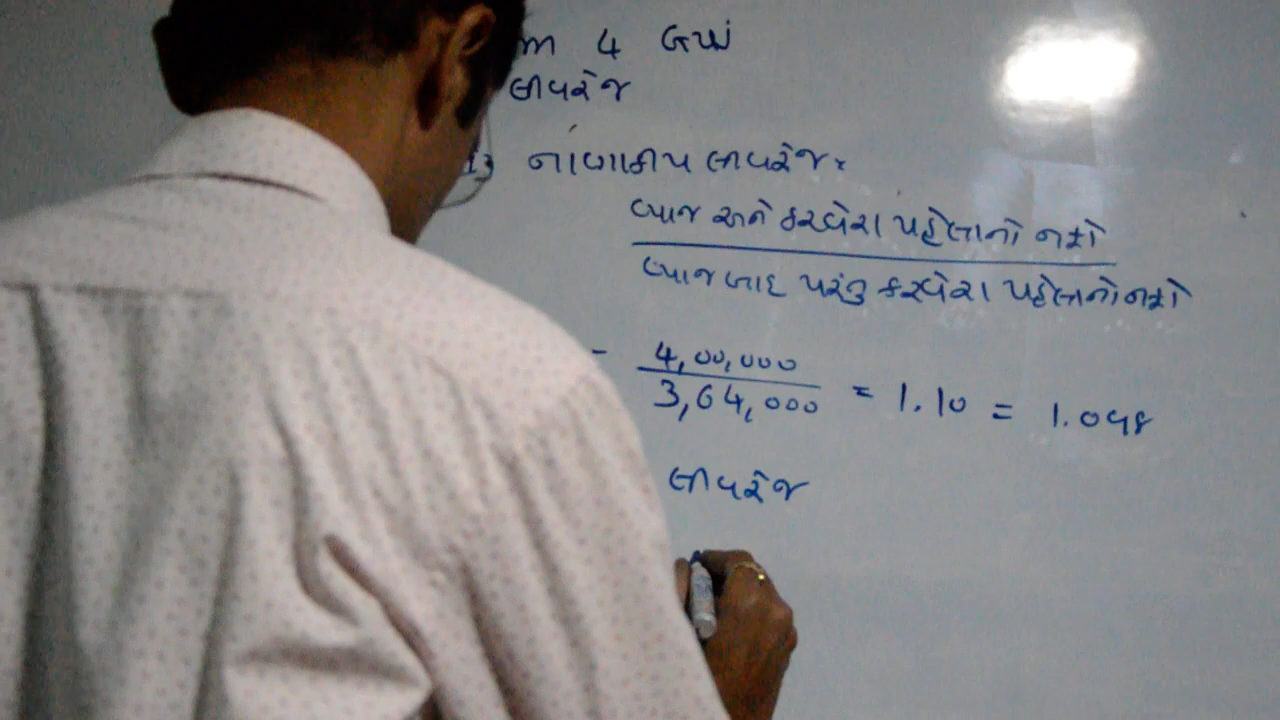 m 4 લીપ
લીવરેજ
1) નાંણાકીય લીવરેજ:
વ્યાજ અને કરવેરા પહેલાનો નફો
વ્યાજ બાદ પરંતુ કરવેરા પહેલાનો નફો
- 4,00,000
3,64,000 = 1.10 = 1.098
લીવરેજ